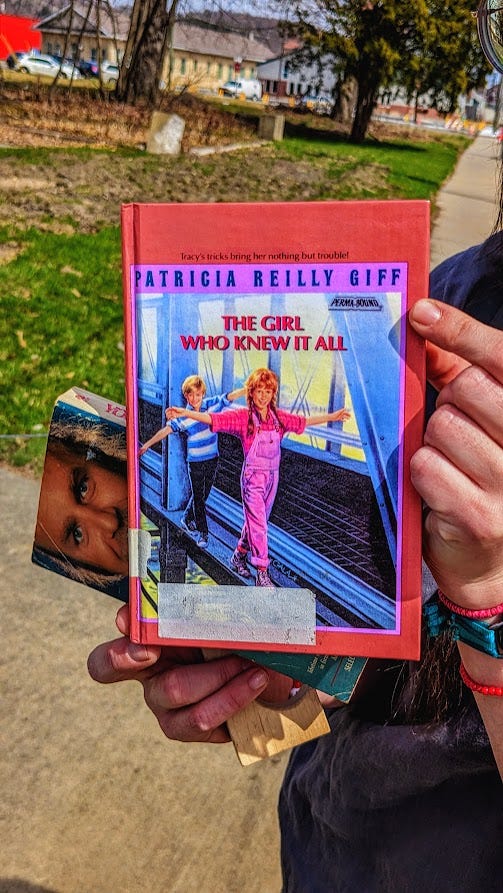 Tracy's tricks bring her nothing but trouble!
PATRICIA REILLY GIFF
PERMA-BOUND
THE GIRL
WHO KNEW IT ALL